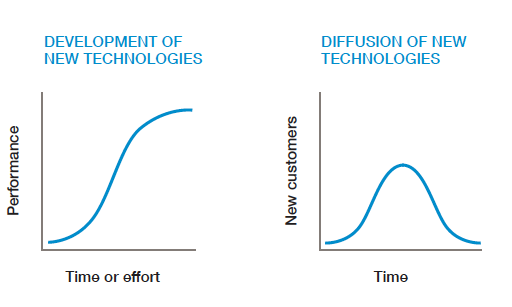 DEVELOPMENT OF
NEW TECHNOLOGIES
Performance
Time or effort
DIFFUSION OF NEW
TECHNOLOGIES
New customers
Time